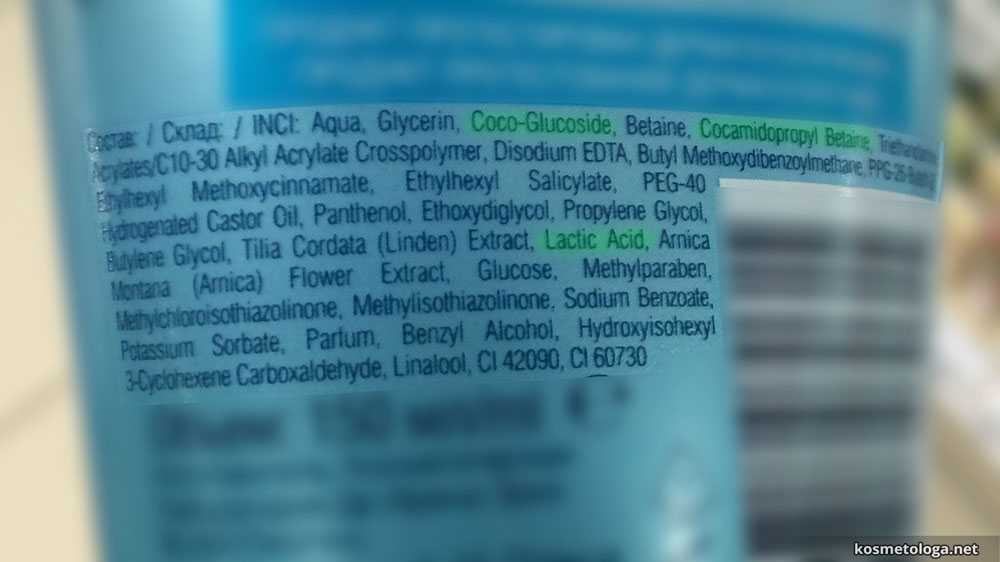 Состав: / Склад: / INCI: Aqua, Glycerin, Coco-Glucoside, Betaine, Cocamidopropyl Betaine,
Acrylates/C10-30 Alkyl Acrylate Crosspolymer, Disodium EDTA, Butyl Methoxydibenzoylmethane,
Ethylhexyl Methoxycinnamate, Ethylhexyl Salicylate, PEG-40
Hydrogenated Castor Oil, Panthenol, Ethoxydiglycol, Propylene Glycol,
Butylene Glycol, Tilia Cordata (Linden) Extract, Lactic Acid, Arnica
Montana (Arnica) Flower Extract, Glucose, Methylparaben,
Methylchloroisothiazolinone, Methylisothiazolinone, Sodium Benzoate,
Potassium Sorbate, Parfum, Benzyl Alcohol, Hydroxyisohexyl
3-Cyclohexene Carboxaldehyde, Linalool, CI 42090, CI 60730
kosmetologa.net